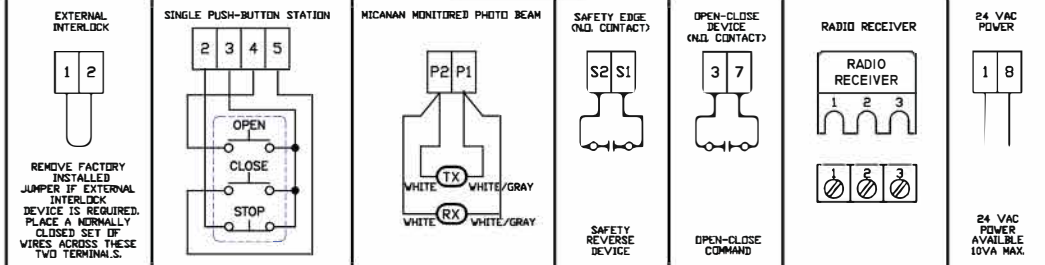 EXTERNAL
INTERLOCK
1 2
REMOVE FACTORY
INSTALLED
JUMPER IF EXTERNAL
INTERLOCK
DEVICE IS REQUIRED.
PLACE A NORMALLY
CLOSED SET OF
WIRES ACROSS THESE
TWO TERMINALS.
SINGLE PUSH-BUTTON STATION
2 3 4 5
OPEN
CLOSE
STOP
MICANAN MONITORED PHOTO BEAM
P2 P1
TX
WHITE WHITE/GRAY
RX
WHITE WHITE/GRAY
SAFETY EDGE
(N.O. CONTACT)
S2 S1
SAFETY
REVERSE
DEVICE
OPEN-CLOSE
DEVICE
(N.O. CONTACT)
3 7
OPEN-CLOSE
COMMAND
RADIO RECEIVER
RADIO
RECEIVER
1 2 3
1 2 3
24 VAC
POWER
1 8
24 VAC
POWER
AVAILBLE
10VA MAX.